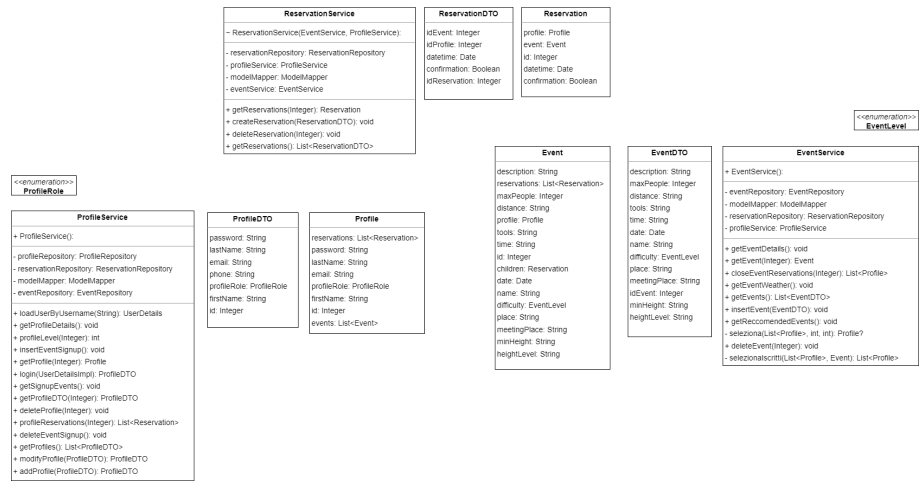 ReservationService
~ ReservationService(EventService, ProfileService):
- reservationRepository: ReservationRepository
- profileService: ProfileService
- modelMapper: ModelMapper
- eventService: EventService
+ getReservations(Integer): Reservation
+ createReservation(ReservationDTO): void
+ deleteReservation(Integer): void
+ getReservations(): List<ReservationDTO>
ReservationDTO
idEvent: Integer
idProfile: Integer
datetime: Date
confirmation: Boolean
idReservation: Integer
Reservation
profile: Profile
event: Event
id: Integer
datetime: Date
confirmation: Boolean
<<enumeration>>
EventLevel
Event
description: String
reservations: List<Reservation>
maxPeople: Integer
distance: String
profile: Profile
tools: String
time: String
id: Integer
children: Reservation
date: Date
name: String
difficulty: EventLevel
place: String
meetingPlace: String
minHeight: String
heightLevel: String
EventDTO
description: String
maxPeople: Integer
distance: String
tools: String
time: String
date: Date
name: String
difficulty: EventLevel
place: String
meetingPlace: String
idEvent: Integer
minHeight: String
heightLevel: String
EventService
+ EventService():
- eventRepository: EventRepository
- modelMapper: ModelMapper
- reservationRepository: ReservationRepository
- profileService: ProfileService
+ getEventDetails(): void
+ getEvent(Integer): Event
+ closeEventReservations(Integer): List<Profile>
+ getEventWeather(): void
+ getEvents(): List<EventDTO>
+ insertEvent(EventDTO): void
+ getReccomendedEvents(): void
- seleziona(List<Profile>, int, int): Profile?
+ deleteEvent(Integer): void
- selezionaIscritti(List<Profile>, Event): List<Profile>
<<enumeration>>
ProfileRole
ProfileService
+ ProfileService():
- profileRepository: ProfileRepository
- reservationRepository: ReservationRepository
- modelMapper: ModelMapper
- eventRepository: EventRepository
+ loadUserByUsername(String): UserDetails
+ getProfileDetails(): void
+ profileLevel(Integer): int
+ insertEventSignup(): void
+ getProfile(Integer): Profile
+ login(UserDetailsImpl): ProfileDTO
+ getSignupEvents(): void
+ getProfileDTO(Integer): ProfileDTO
+ deleteProfile(Integer): void
+ profileReservations(Integer): List<Reservation>
+ deleteEventSignup(): void
+ getProfiles(): List<ProfileDTO>
+ modifyProfile(ProfileDTO): ProfileDTO
+ addProfile(ProfileDTO): ProfileDTO
ProfileDTO
password: String
lastName: String
email: String
phone: String
profileRole: ProfileRole
firstName: String
id: Integer
Profile
reservations: List<Reservation>
password: String
lastName: String
email: String
profileRole: ProfileRole
firstName: String
id: Integer
events: List<Event>